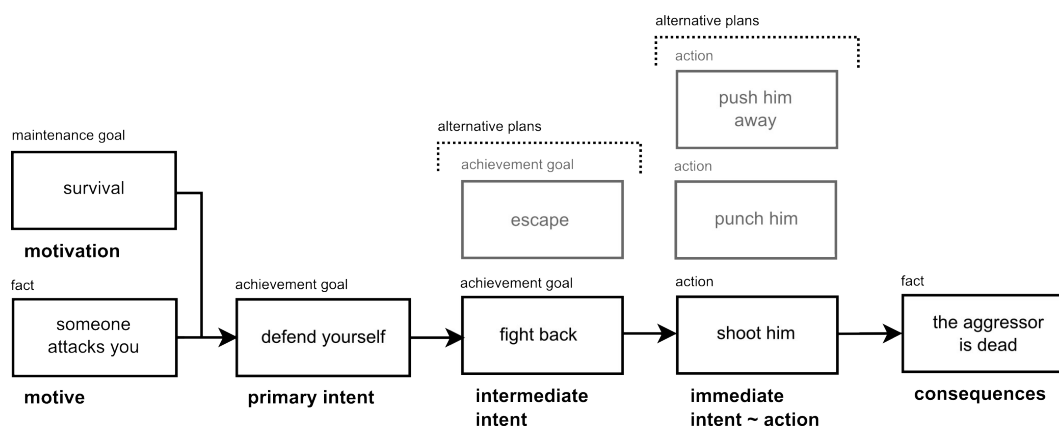 alternative plans
action
push him
away
maintenance goal
survival
motivation
alternative plans
achievement goal
escape
action
punch him
fact
someone
attacks you
motive
achievement goal
defend yourself
primary intent
achievement goal
fight back
intermediate
intent
action
shoot him
immediate
intent ~ action
fact
the aggressor
is dead
consequences